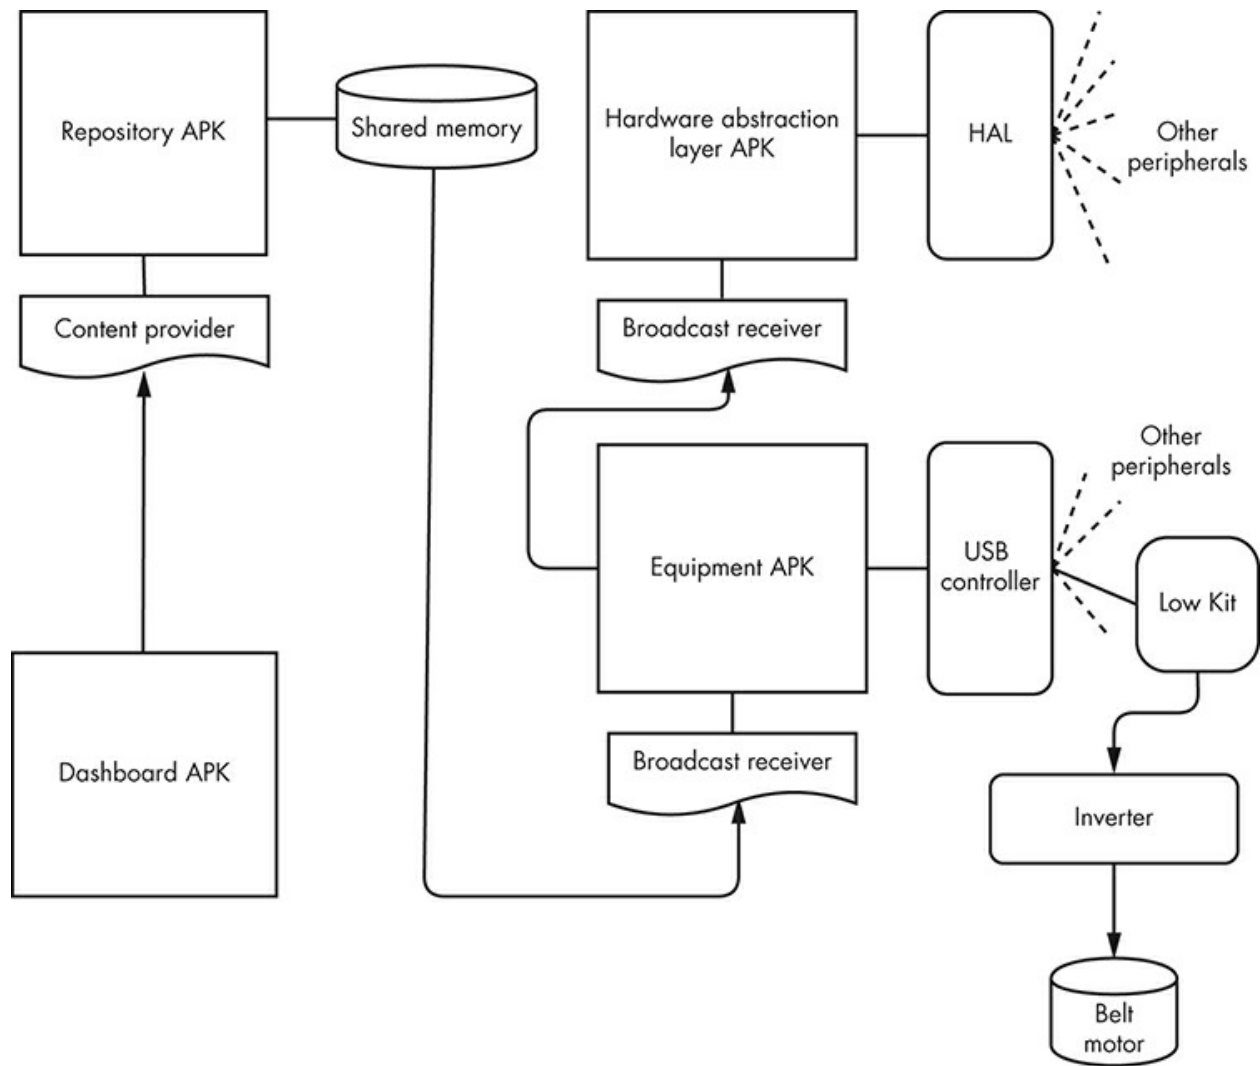 Repository APK
Shared memory
Hardware abstraction
layer APK
HAL
Other
peripherals
Content provider
Broadcast receiver
Other
peripherals
Equipment APK
USB
controller
Low Kit
Dashboard APK
Broadcast receiver
Inverter
Belt
motor